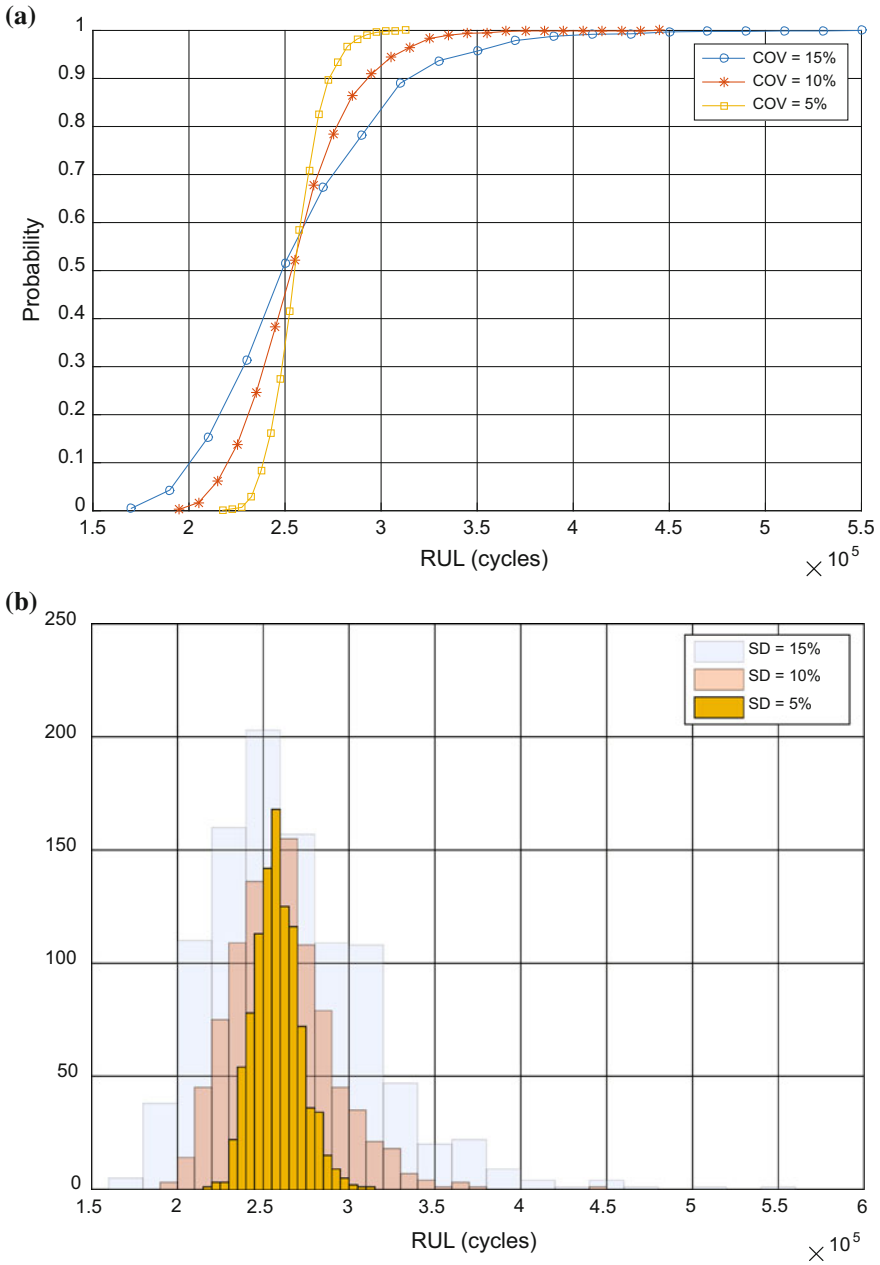 (a)
1
0.9
0.8
0.7
0.6
0.5
0.4
0.3
0.2
0.1
0
Probability
COV = 15%
COV = 10%
COV = 5%
1.5 2 2.5 3 3.5 4 4.5 5 5.5
RUL (cycles)
× 10^5
(b)
250
200
150
100
50
0
SD = 15%
SD = 10%
SD = 5%
1.5 2 2.5 3 3.5 4 4.5 5 5.5 6
RUL (cycles)
× 10^5